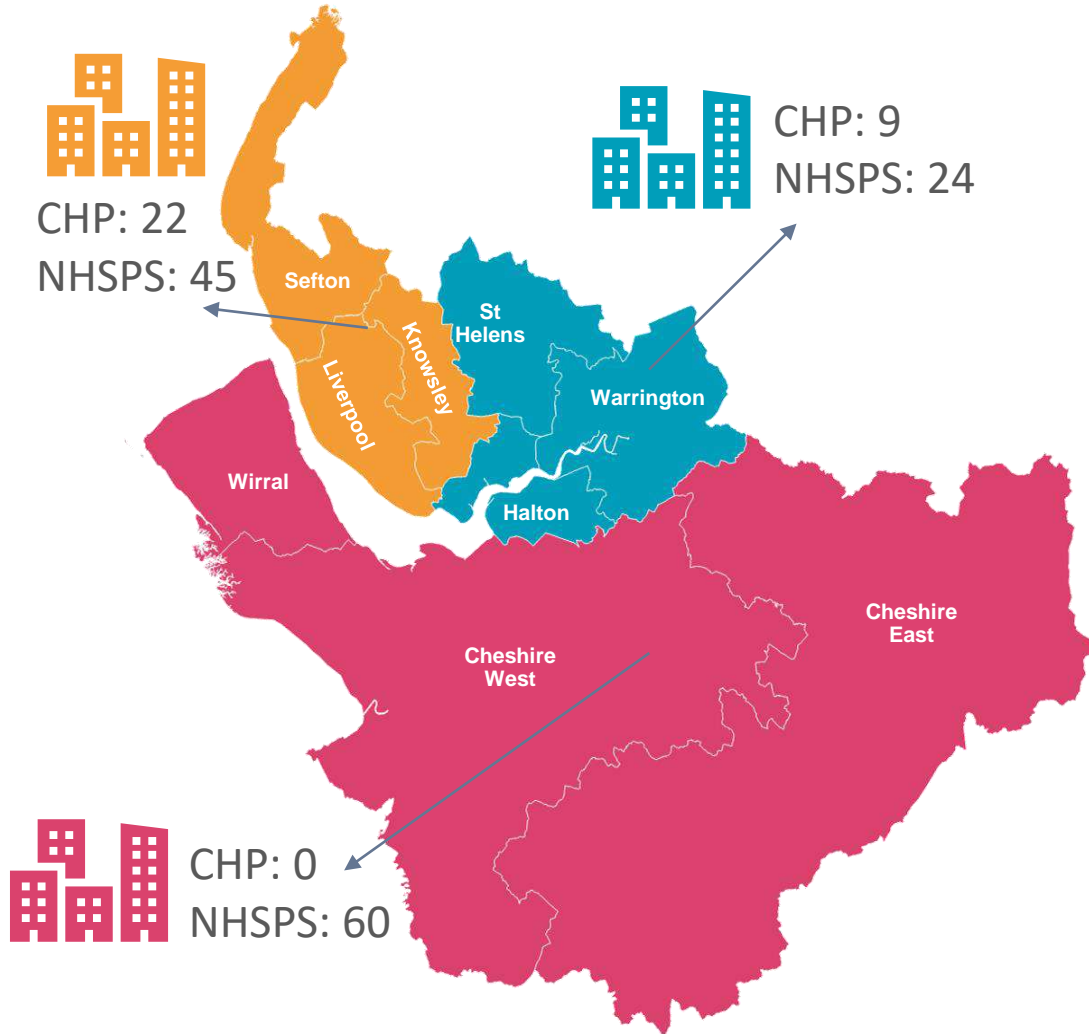 CHP: 9
NHSPS: 24
CHP: 22
NHSPS: 45
Sefton
St
Helens
Knowsley
Liverpool
Warrington
Wirral
Halton
Cheshire
East
Cheshire
West
CHP: 0
NHSPS: 60